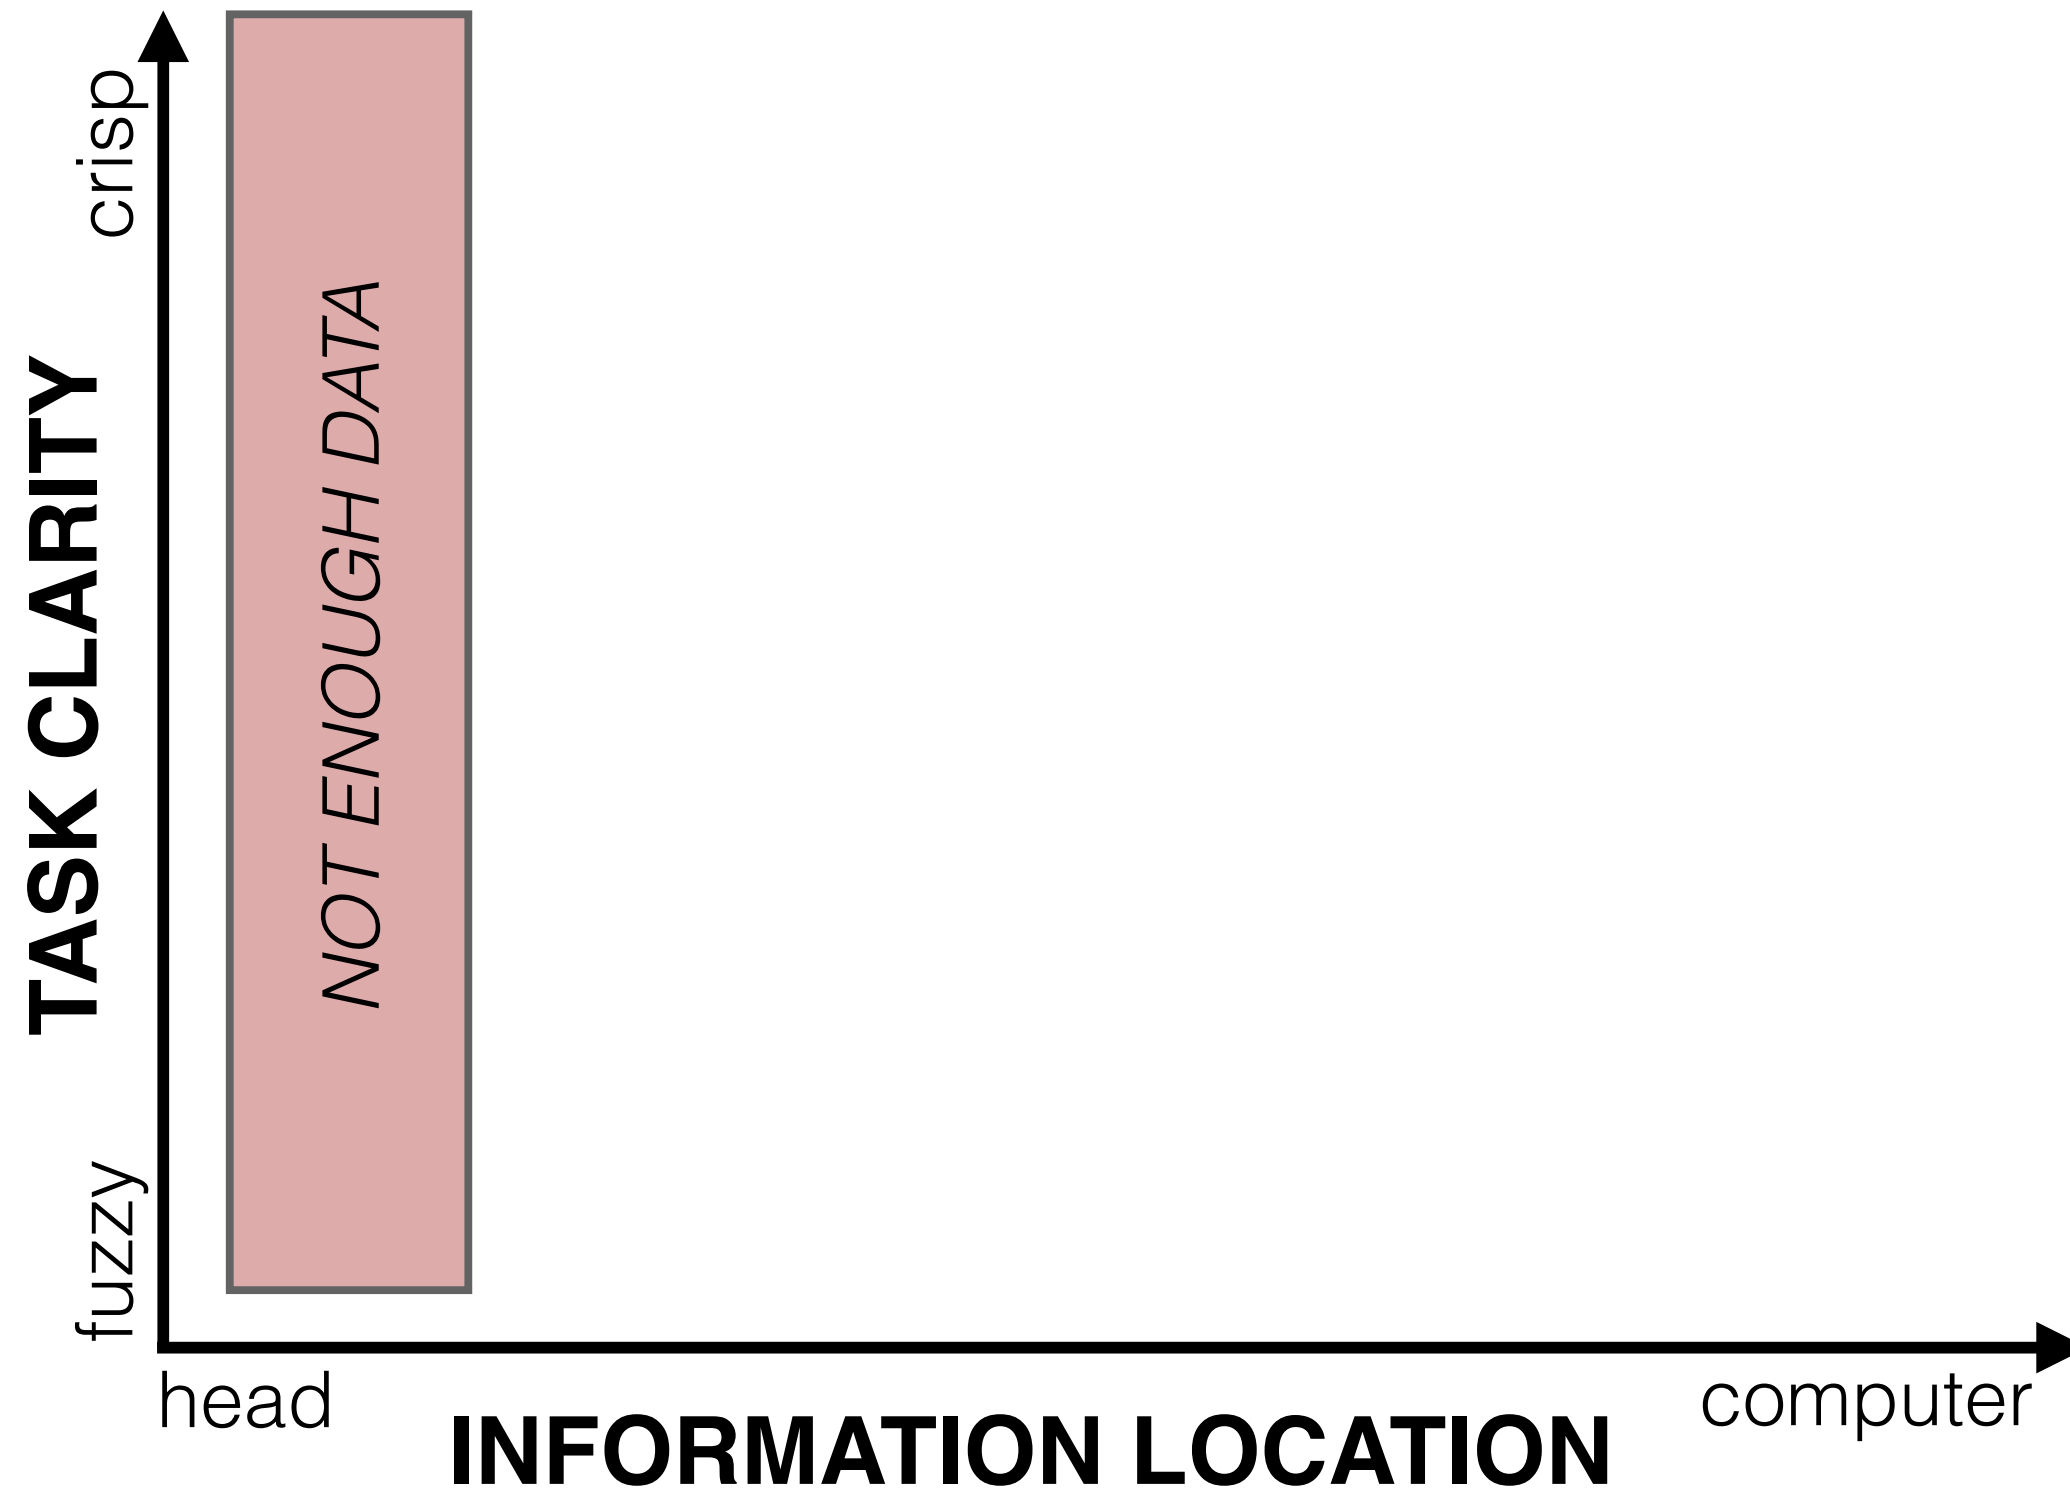 TASK CLARITY
crisp
fuzzy
NOT ENOUGH DATA
head
computer
INFORMATION LOCATION